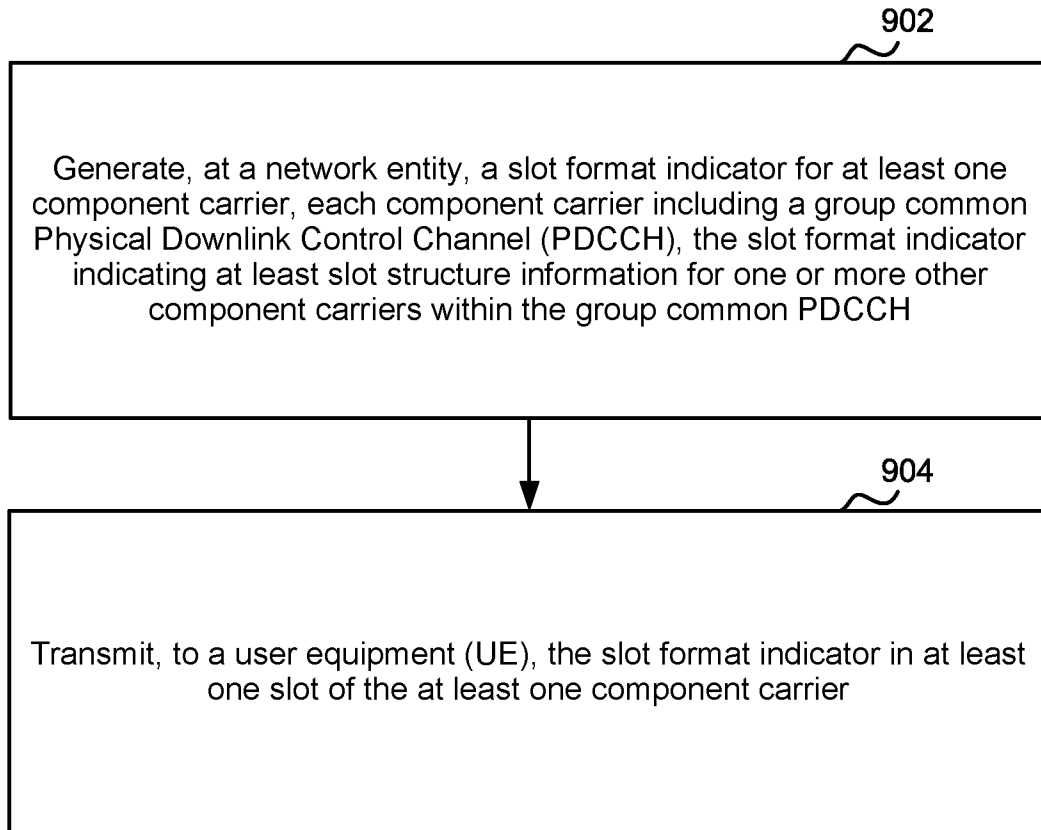 902
Generate, at a network entity, a slot format indicator for at least one
component carrier, each component carrier including a group common
Physical Downlink Control Channel (PDCCH), the slot format indicator
indicating at least slot structure information for one or more other
component carriers within the group common PDCCH
904
Transmit, to a user equipment (UE), the slot format indicator in at least
one slot of the at least one component carrier